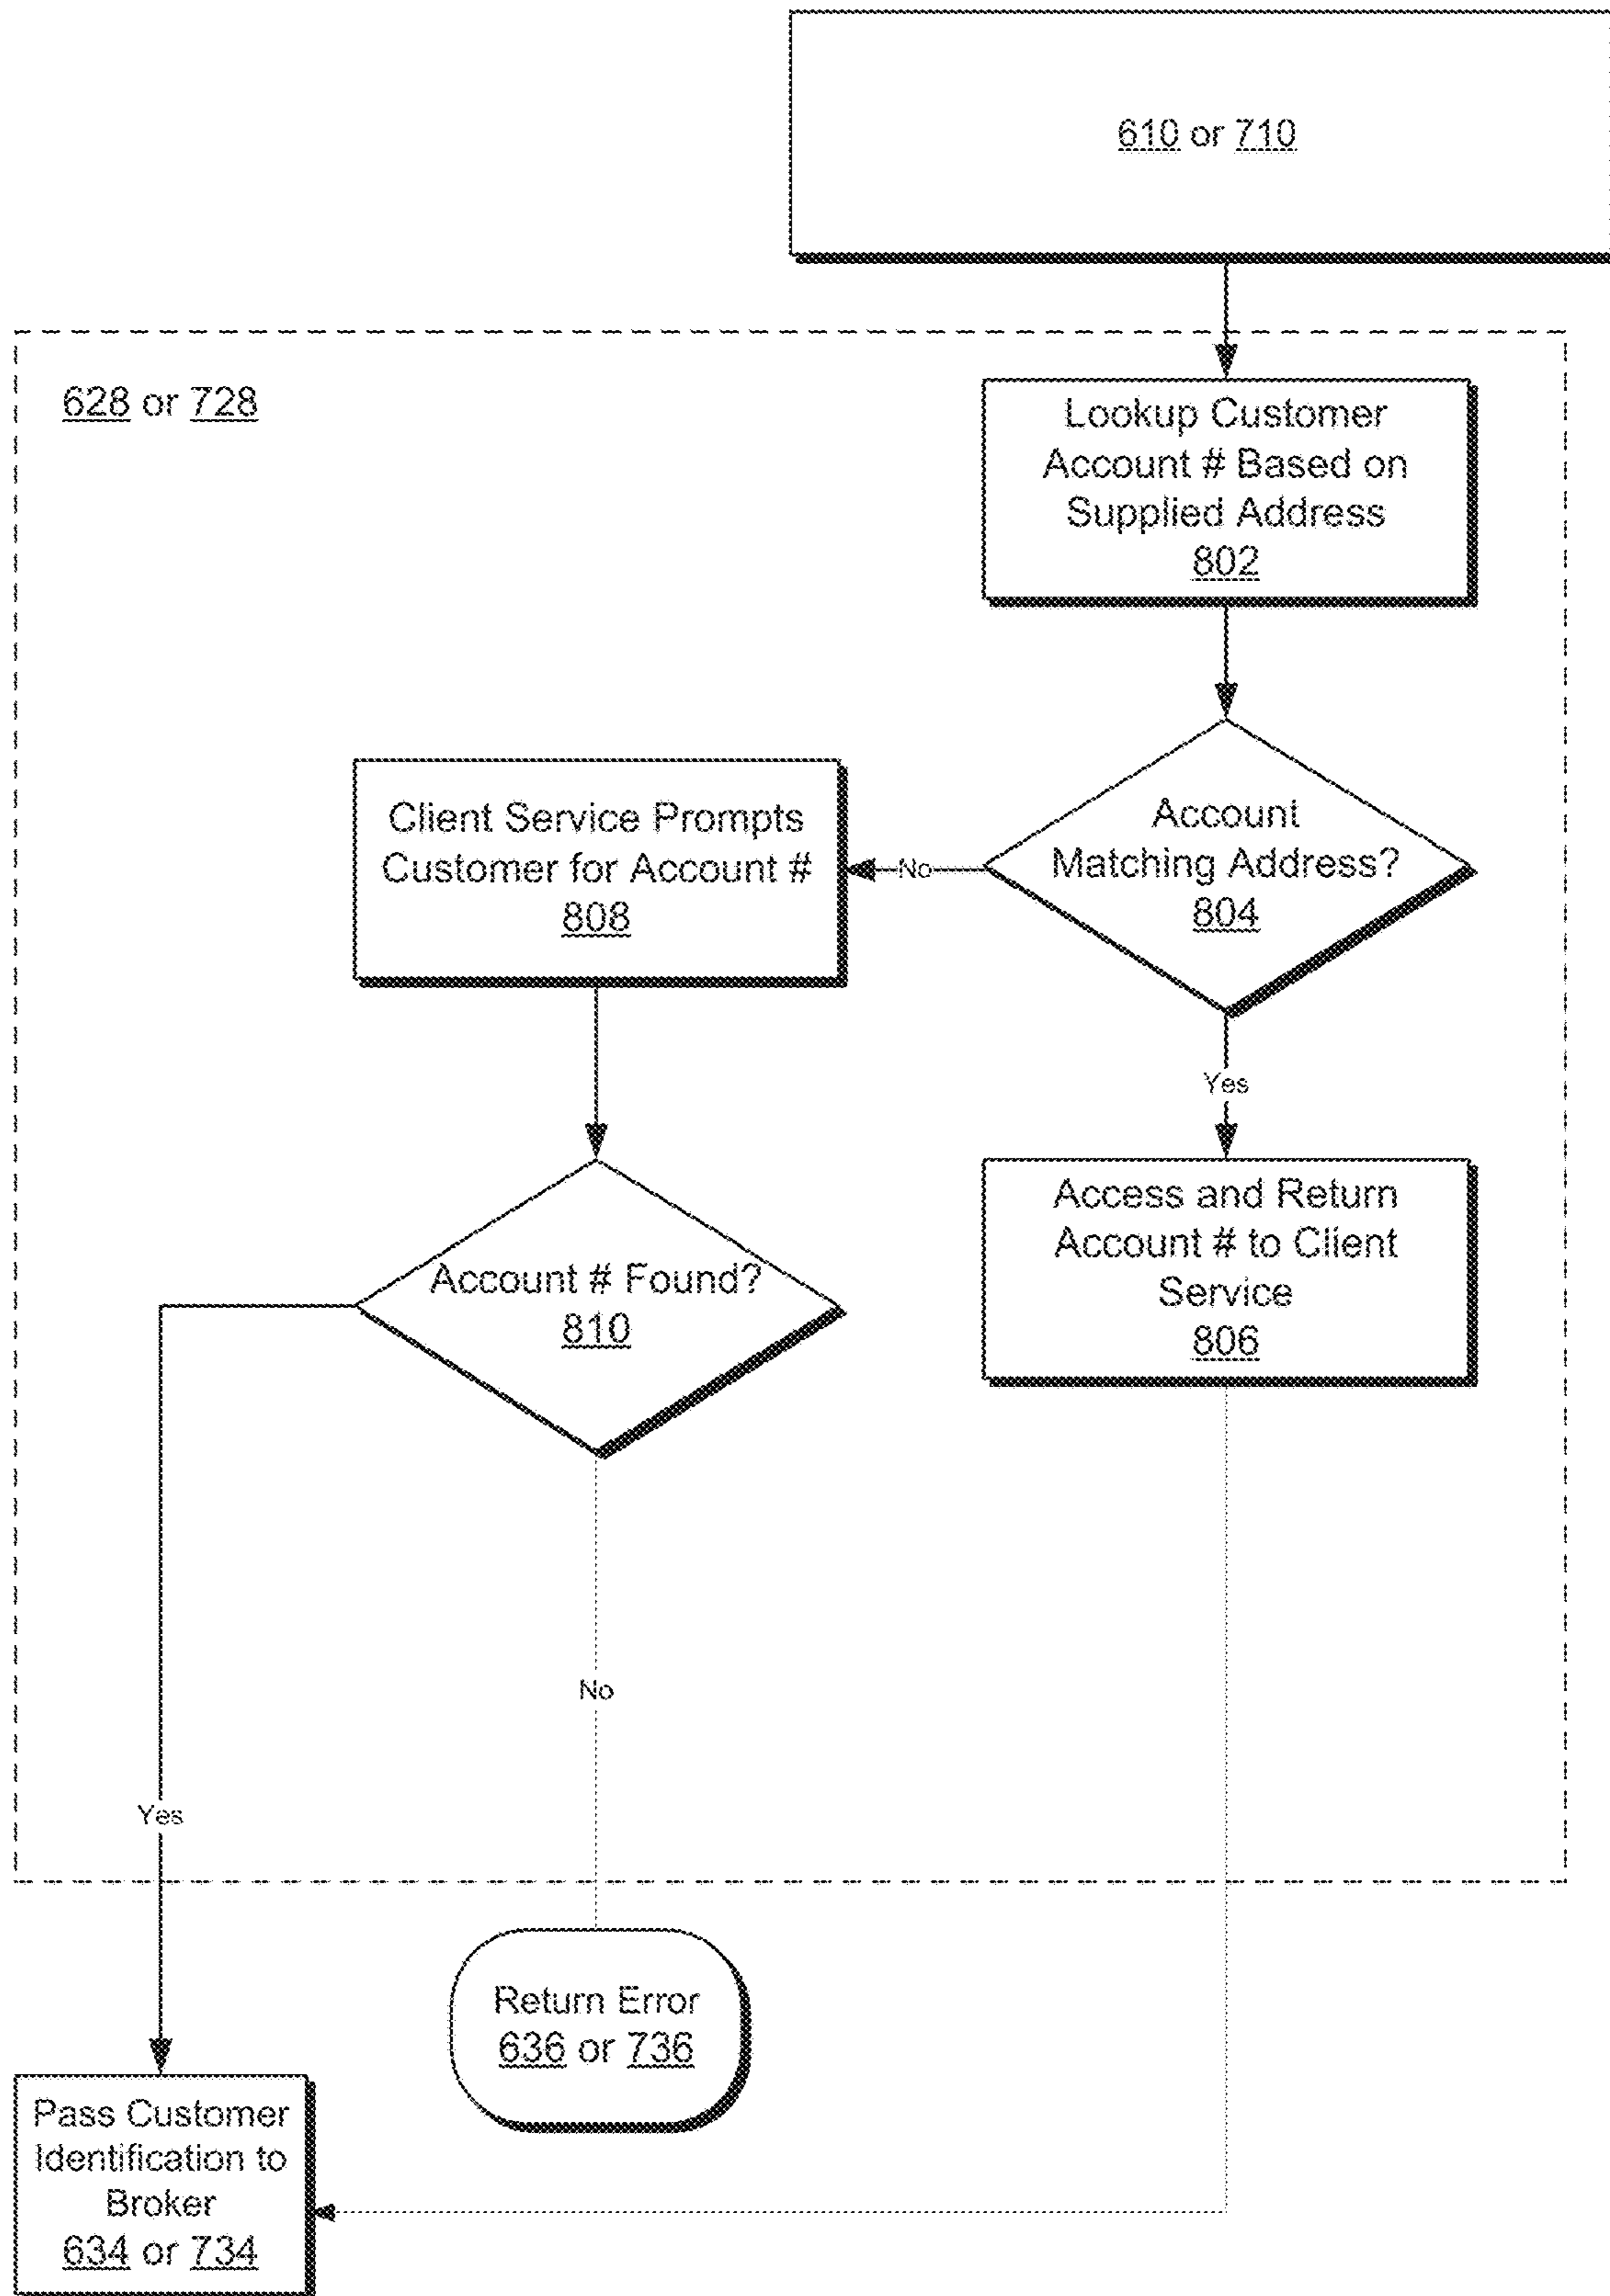 610 or 710
628 or 728
Lookup Customer
Account # Based on
Supplied Address
802
Account
Matching Address?
804
No
Client Service Prompts
Customer for Account #
808
Yes
Access and Return
Account # to Client
Service
806
Account # Found?
810
No
Yes
Return Error
636 or 736
Pass Customer
Identification to
Broker
634 or 734